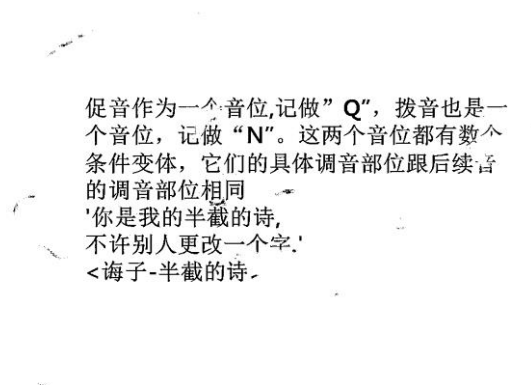 促音作为一个音位,记做”Q”，拨音也是一
个音位，记做“N”。这两个音位都有数个
条件变体，它们的具体调音部位跟后续音
的调音部位相同
'你是我的半截的诗,
不许别人更改一个字.'
<诲子-半截的诗